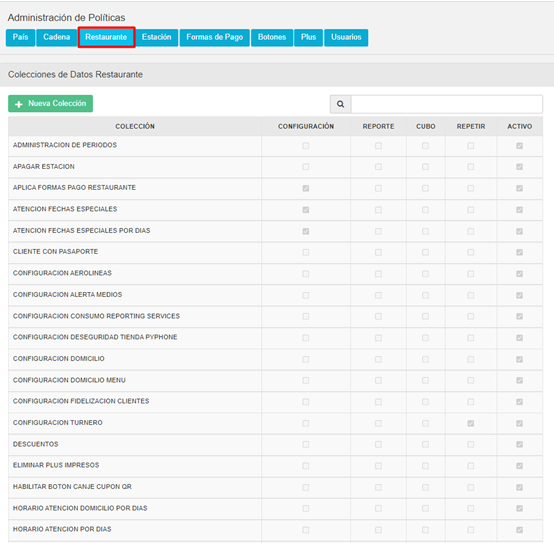 Administración de Políticas
País Cadena Restaurante Estación Formas de Pago Botones Plus Usuarios
Colecciones de Datos Restaurante
+ Nueva Colección
COLECCIÓN CONFIGURACIÓN REPORTE CUBO REPETIR ACTIVO
ADMINISTRACION DE PERIODOS
APAGAR ESTACION
APLICA FORMAS PAGO RESTAURANTE
ATENCION FECHAS ESPECIALES
ATENCION FECHAS ESPECIALES POR DIAS
CLIENTE CON PASAPORTE
CONFIGURACION AEROLINEAS
CONFIGURACION ALERTA MEDIOS
CONFIGURACION CONSUMO REPORTING SERVICES
CONFIGURACION DESEGURIDAD TIENDA PYPHONE
CONFIGURACION DOMICILIO
CONFIGURACION DOMICILIO MENU
CONFIGURACION FIDELIZACION CLIENTES
CONFIGURACION TURNERO
DESCUENTOS
ELIMINAR PLUS IMPRESOS
HABILITAR BOTON CANJE CUPON QR
HORARIO ATENCION DOMICILIO POR DIAS
HORARIO ATENCION POR DIAS